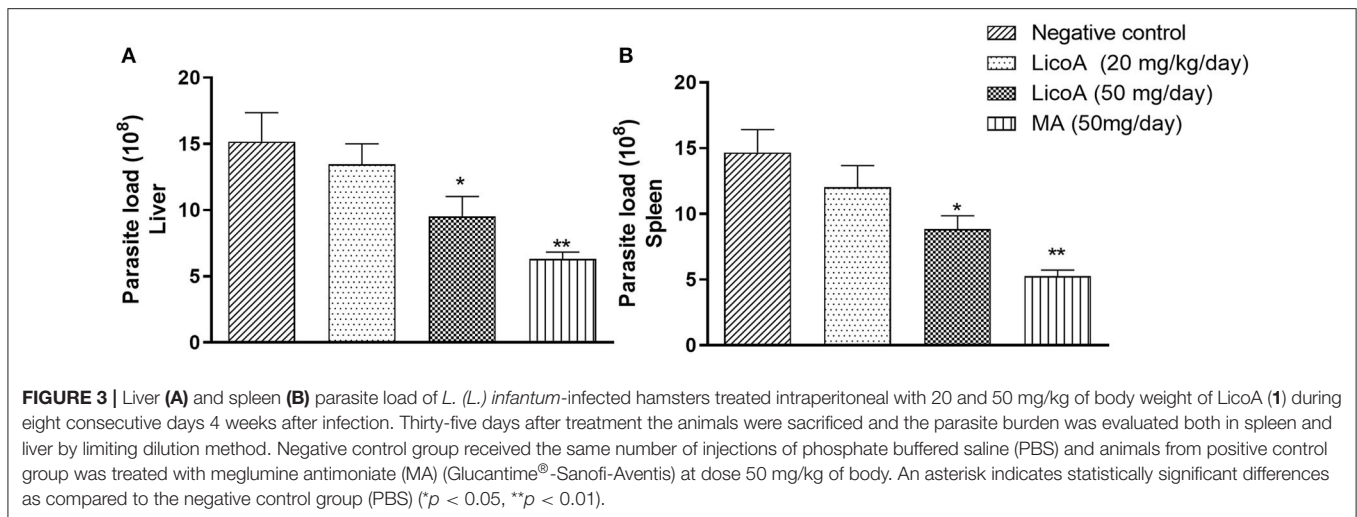 A
Parasite load (10⁸)
Liver
20
15
10
5
0
*
**
B
Parasite load (10⁸)
Spleen
20
15
10
5
0
*
**
Negative control
LicoA (20 mg/kg/day)
LicoA (50 mg/day)
MA (50mg/day)
FIGURE 3 | Liver (A) and spleen (B) parasite load of L. (L.) infantum-infected hamsters treated intraperitoneal with 20 and 50 mg/kg of body weight of LicoA (1) during
eight consecutive days 4 weeks after infection. Thirty-five days after treatment the animals were sacrificed and the parasite burden was evaluated both in spleen and
liver by limiting dilution method. Negative control group received the same number of injections of phosphate buffered saline (PBS) and animals from positive control
group was treated with meglumine antimoniate (MA) (Glucantime®-Sanofi-Aventis) at dose 50 mg/kg of body. An asterisk indicates statistically significant differences
as compared to the negative control group (PBS) (*p < 0.05, **p < 0.01).